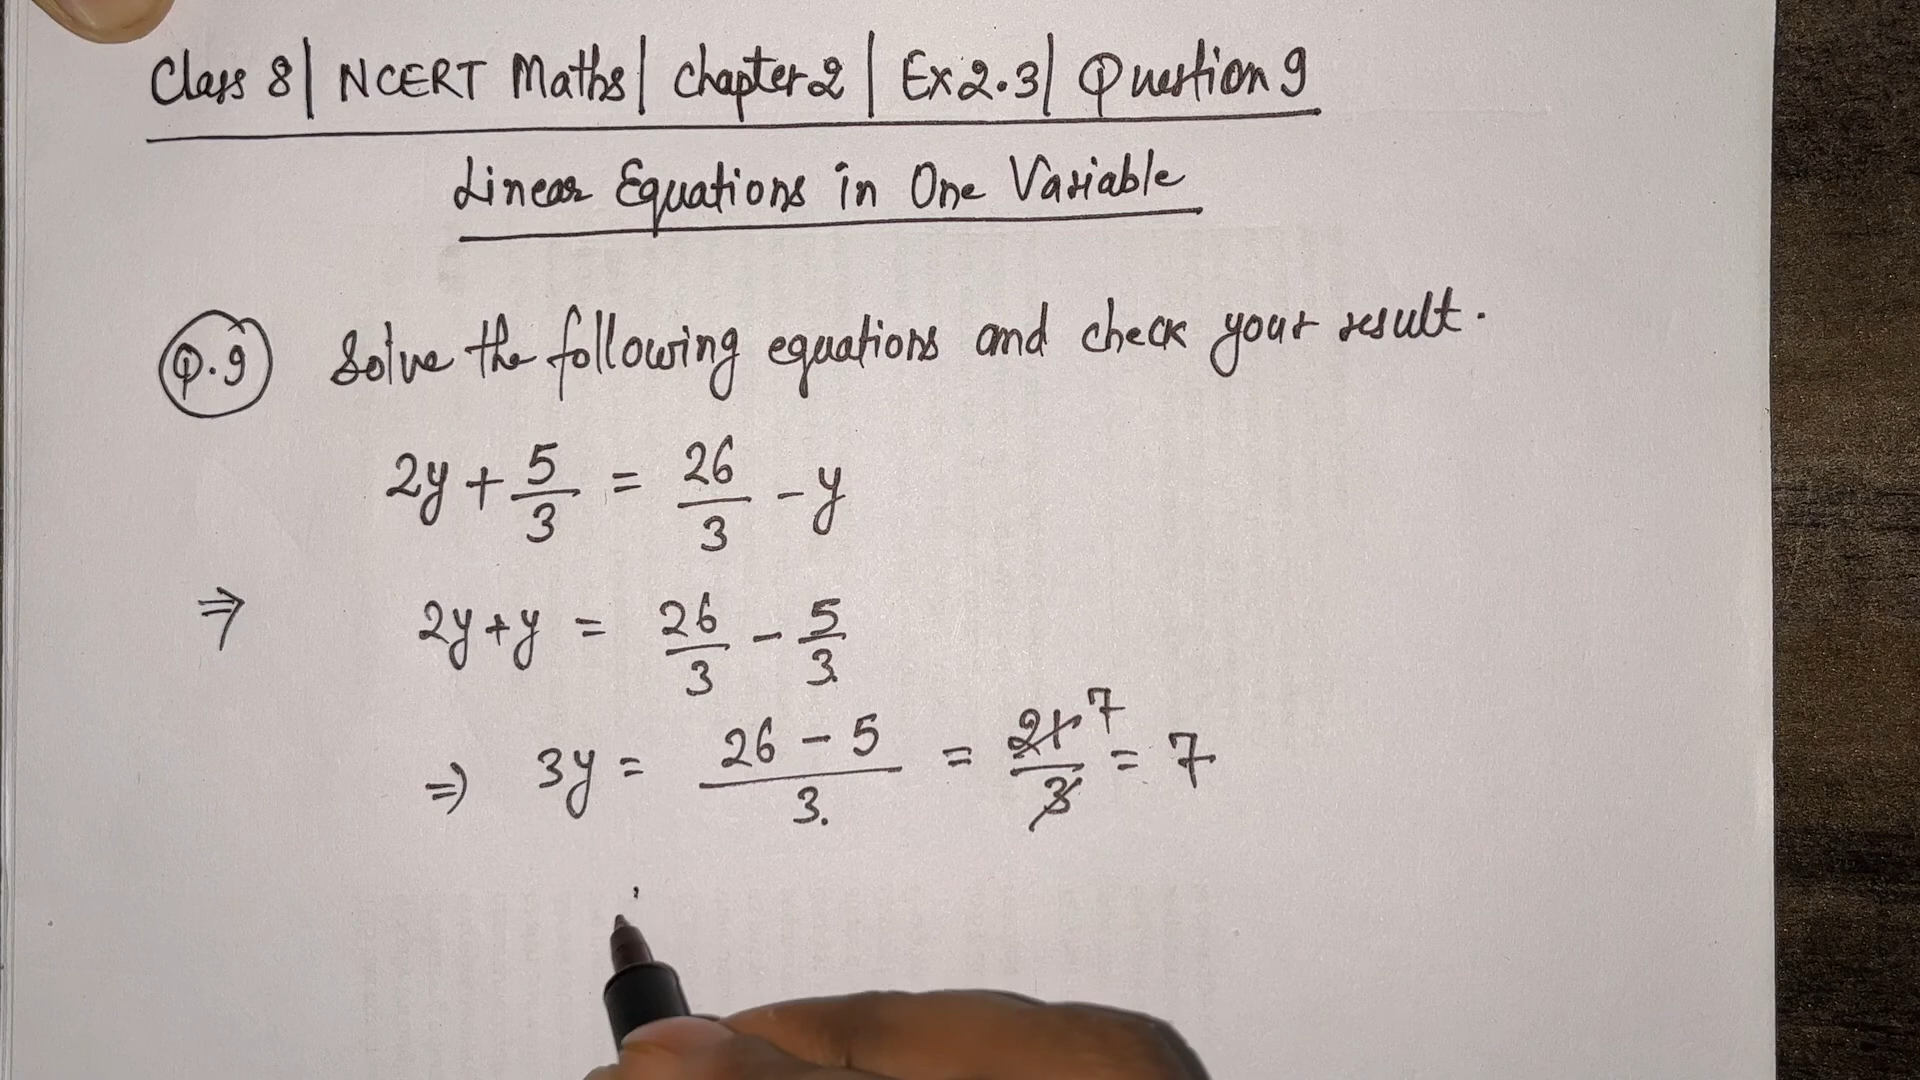 Class 8 | NCERT Maths | Chapter 2 | Ex 2.3 | Question 9
Linear Equations in One Variable
Q.9 Solve the following equations and check your result.
2y + 5/3 = 26/3 - y
⇒ 2y + y = 26/3 - 5/3
⇒ 3y = 26 - 5/3 = 21/3 7 = 7